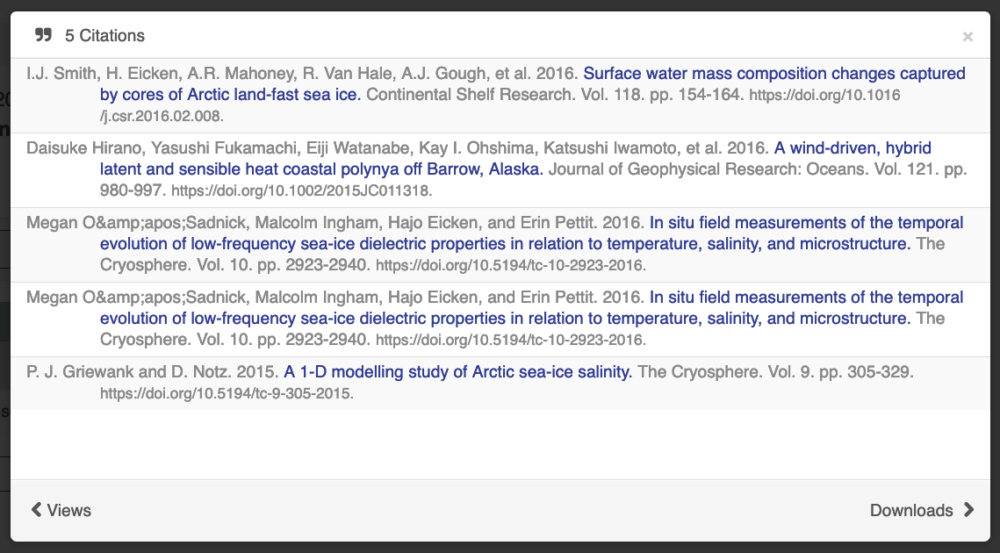 5 Citations
×
I.J. Smith, H. Eicken, A.R. Mahoney, R. Van Hale, A.J. Gough, et al. 2016. Surface water mass composition changes captured
by cores of Arctic land-fast sea ice. Continental Shelf Research. Vol. 118. pp. 154-164. https://doi.org/10.1016
/j.csr.2016.02.008.
Daisuke Hirano, Yasushi Fukamachi, Eiji Watanabe, Kay I. Ohshima, Katsushi Iwamoto, et al. 2016. A wind-driven, hybrid
latent and sensible heat coastal polynya off Barrow, Alaska. Journal of Geophysical Research: Oceans. Vol. 121. pp.
980-997. https://doi.org/10.1002/2015JC011318.
Megan O&amp;apos;Sadnick, Malcolm Ingham, Hajo Eicken, and Erin Pettit. 2016. In situ field measurements of the temporal
evolution of low-frequency sea-ice dielectric properties in relation to temperature, salinity, and microstructure. The
Cryosphere. Vol. 10. pp. 2923-2940. https://doi.org/10.5194/tc-10-2923-2016.
Megan O&amp;apos;Sadnick, Malcolm Ingham, Hajo Eicken, and Erin Pettit. 2016. In situ field measurements of the temporal
evolution of low-frequency sea-ice dielectric properties in relation to temperature, salinity, and microstructure. The
Cryosphere. Vol. 10. pp. 2923-2940. https://doi.org/10.5194/tc-10-2923-2016.
P. J. Griewank and D. Notz. 2015. A 1-D modelling study of Arctic sea-ice salinity. The Cryosphere. Vol. 9. pp. 305-329.
https://doi.org/10.5194/tc-9-305-2015.
Views
Downloads